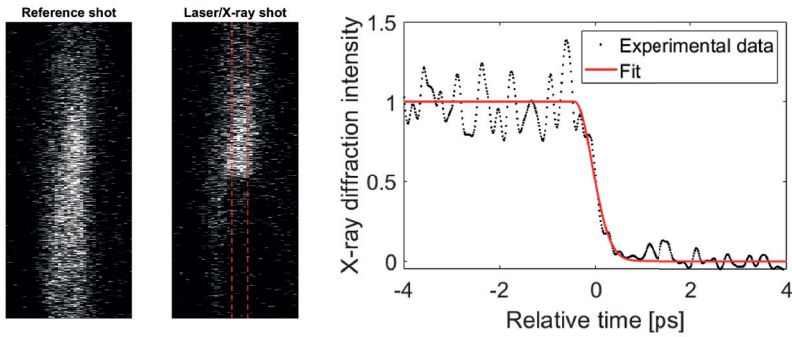 Reference shot
Laser/X-ray shot
X-ray diffraction intensity
1.5
1
0.5
0
Experimental data
Fit
-4
-2
0
2
4
Relative time [ps]